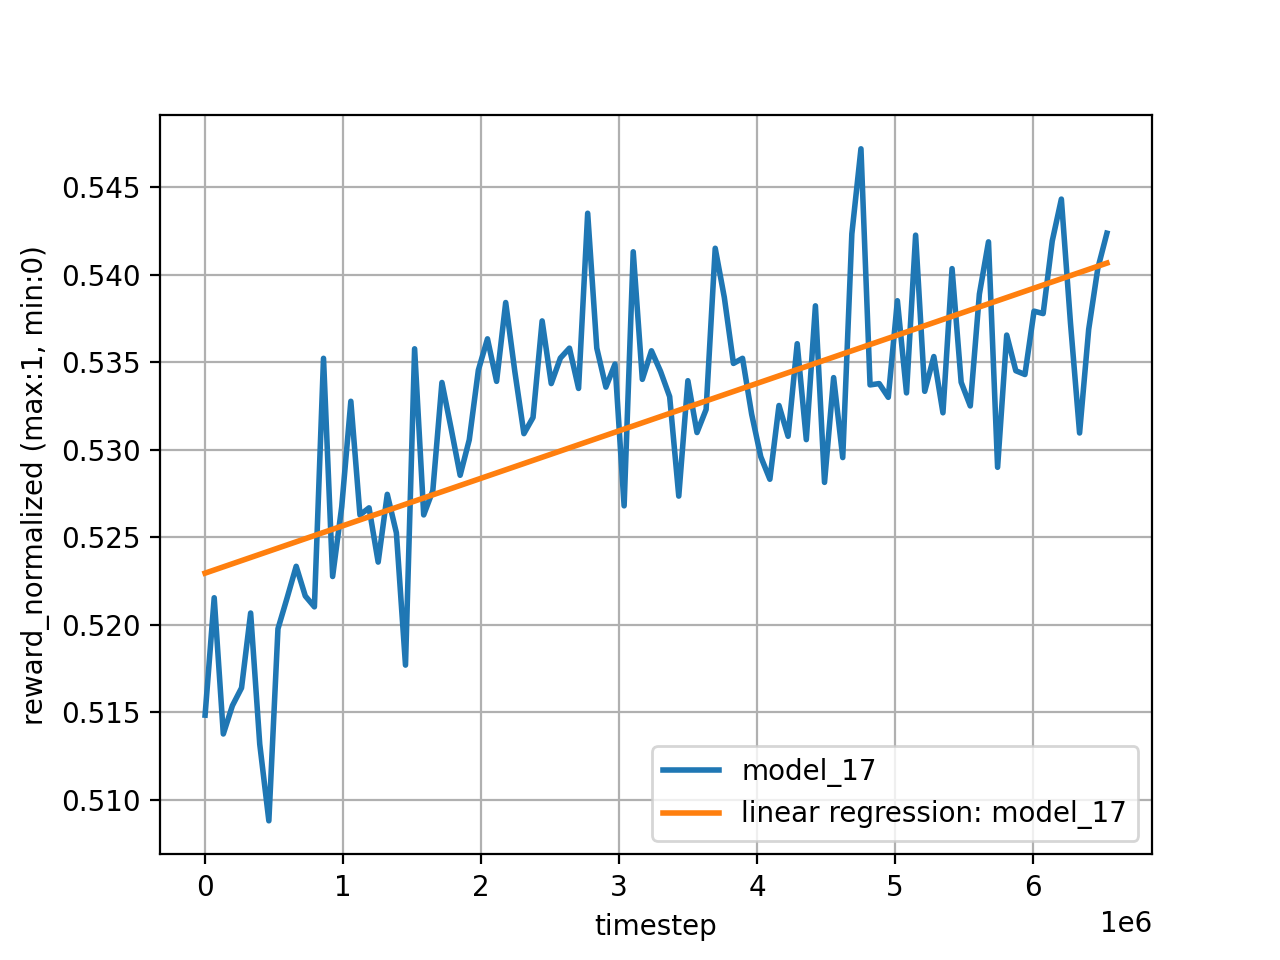 reward_normalized (max:1, min:0)
0.545
0.540
0.535
0.530
0.525
0.520
0.515
0.510
model_17
linear regression: model_17
0 1 2 3 4 5 6
1e6
timestep